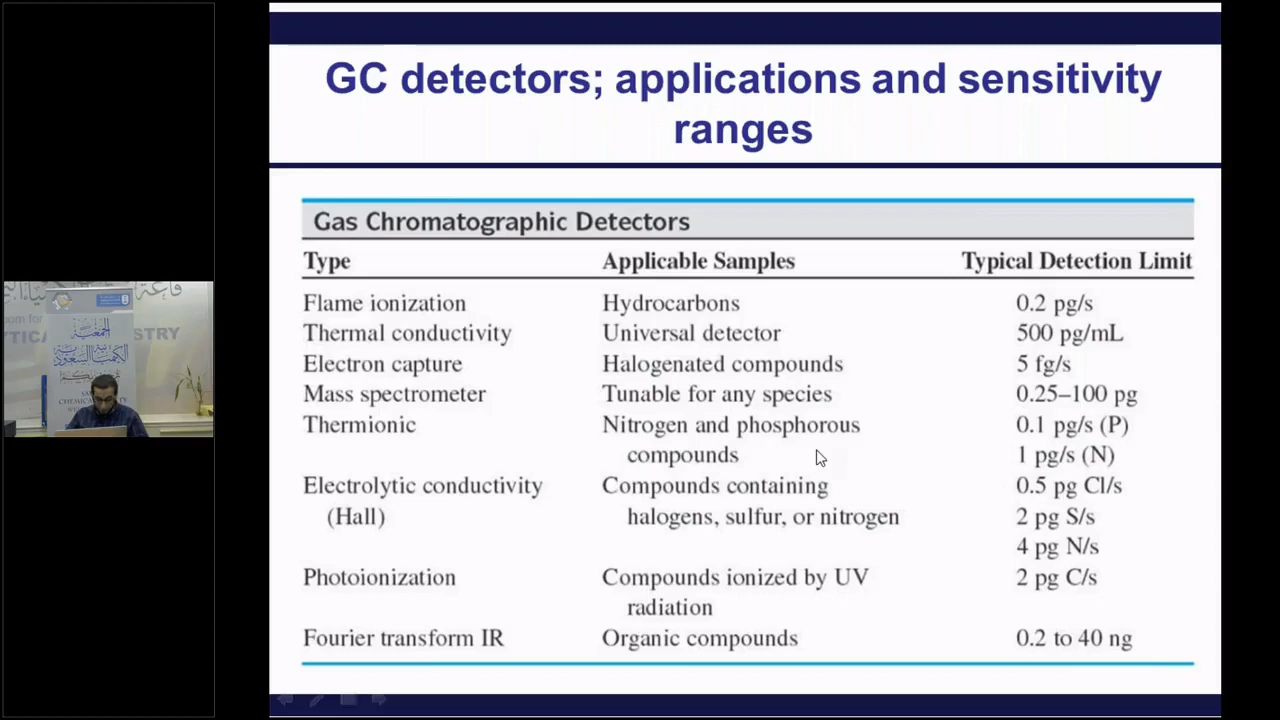 GC detectors; applications and sensitivity
ranges
Gas Chromatographic Detectors
Type Applicable Samples Typical Detection Limit
Flame ionization Hydrocarbons 0.2 pg/s
Thermal conductivity Universal detector 500 pg/mL
Electron capture Halogenated compounds 5 fg/s
Mass spectrometer Tunable for any species 0.25–100 pg
Thermionic Nitrogen and phosphorous 0.1 pg/s (P)
compounds 1 pg/s (N)
Electrolytic conductivity Compounds containing 0.5 pg Cl/s
(Hall) halogens, sulfur, or nitrogen 2 pg S/s
4 pg N/s
Photoionization Compounds ionized by UV 2 pg C/s
radiation
Fourier transform IR Organic compounds 0.2 to 40 ng
الجمعية
الكيميائية السعودية